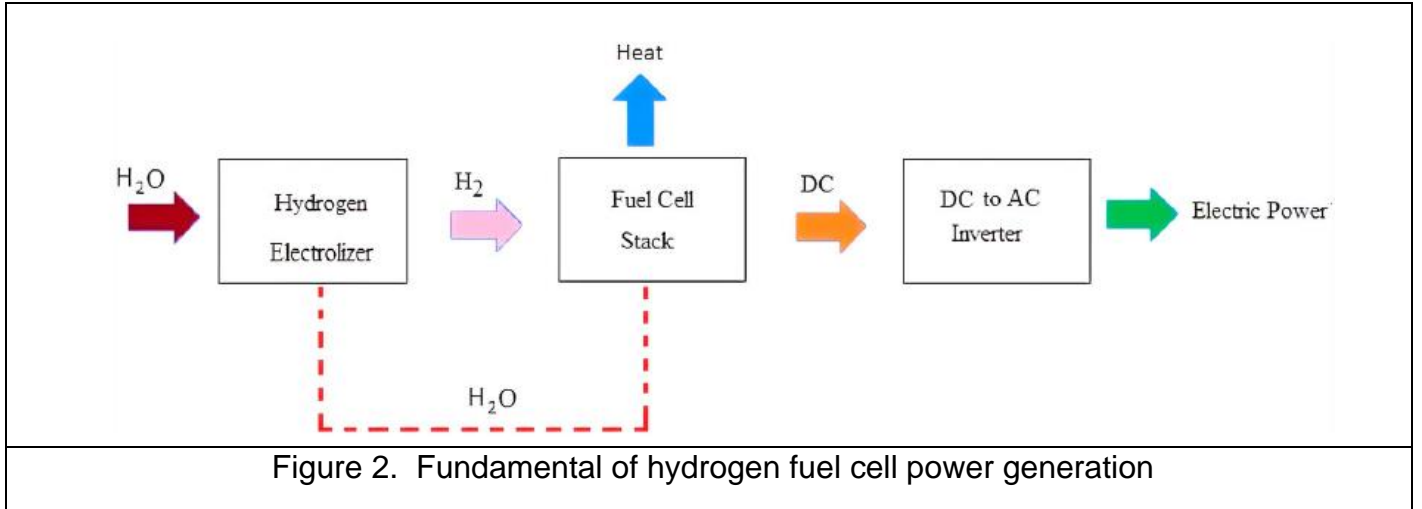 Heat
H₂O
Hydrogen
Electrolizer
H₂
Fuel Cell
Stack
DC
DC to AC
Inverter
Electric Power
H₂O
Figure 2. Fundamental of hydrogen fuel cell power generation